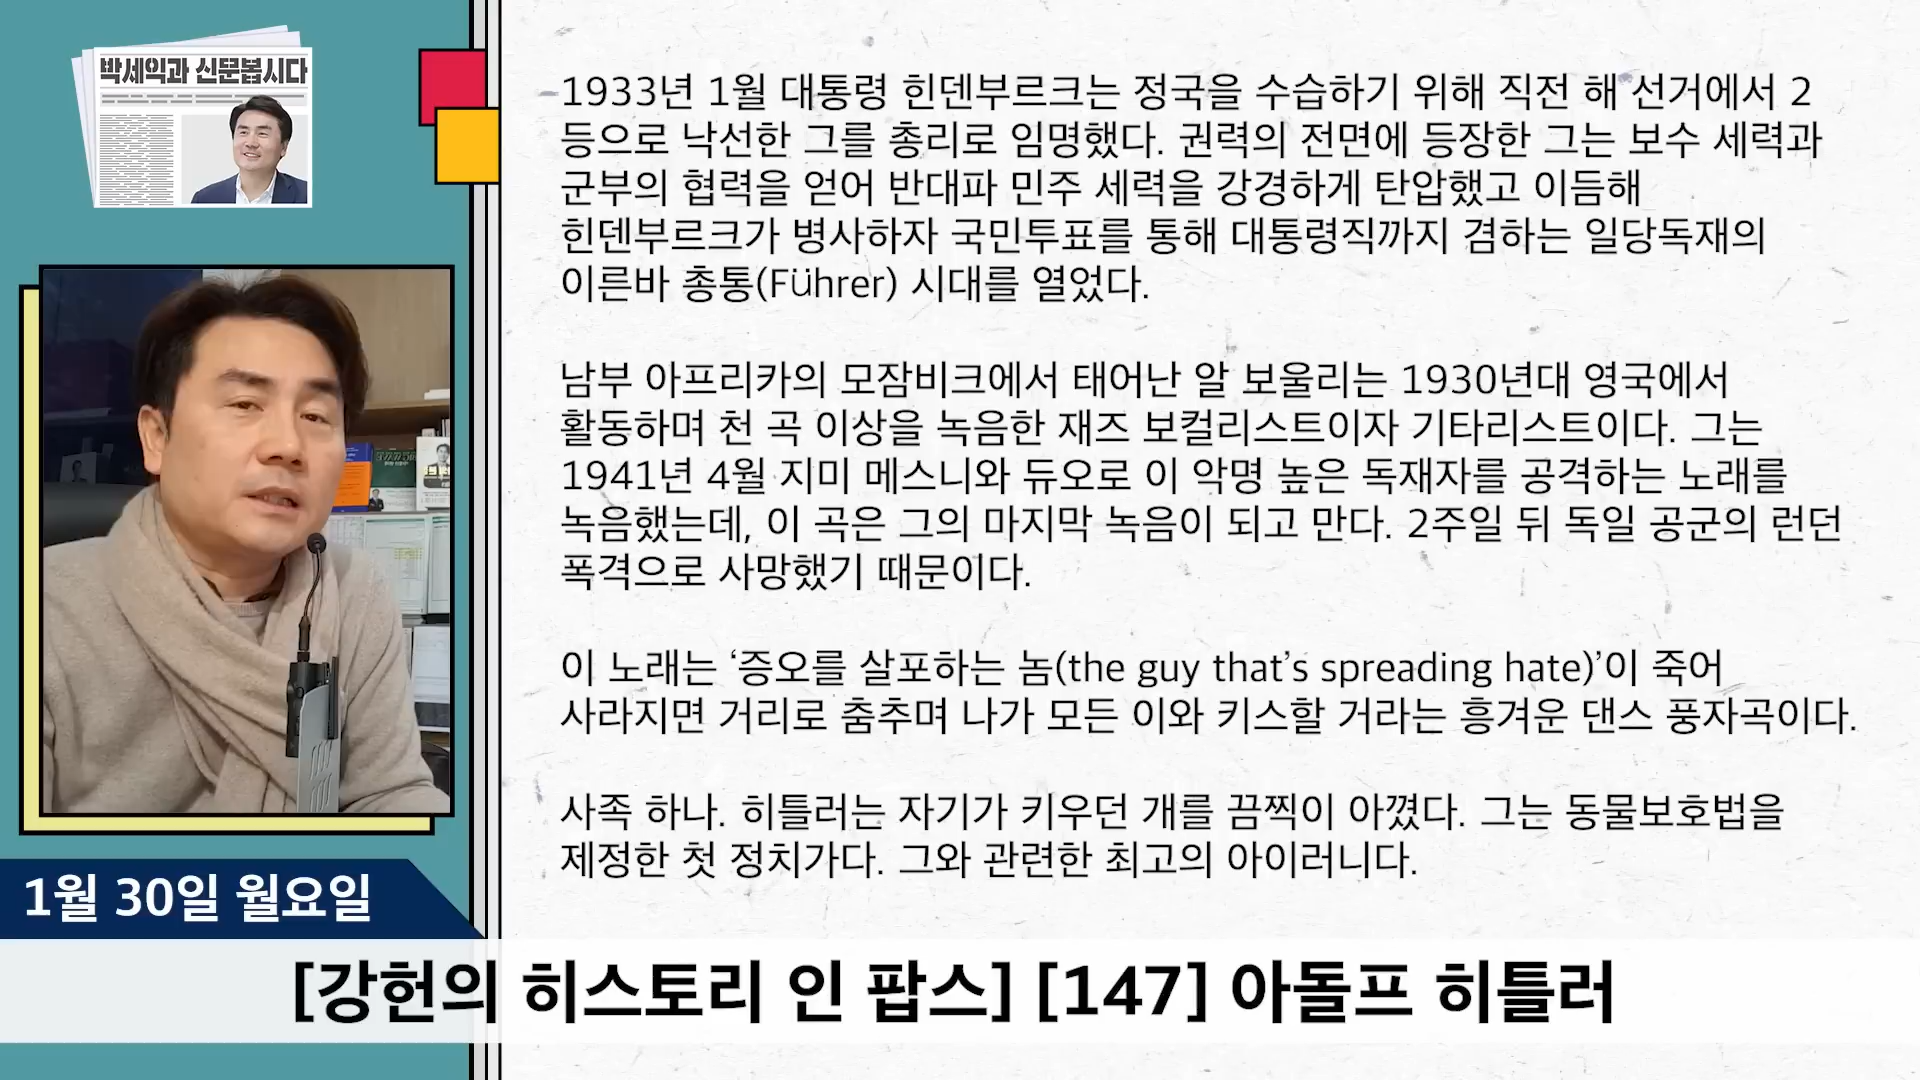 박세익과 신문봅시다
1933년 1월 대통령 힌덴부르크는 정국을 수습하기 위해 직전 해 선거에서 2
등으로 낙선한 그를 총리로 임명했다. 권력의 전면에 등장한 그는 보수 세력과
군부의 협력을 얻어 반대파 민주 세력을 강경하게 탄압했고 이듬해
힌덴부르크가 병사하자 국민투표를 통해 대통령직까지 겸하는 일당독재의
이른바 총통(Führer) 시대를 열었다.
남부 아프리카의 모잠비크에서 태어난 알 보울리는 1930년대 영국에서
활동하며 천 곡 이상을 녹음한 재즈 보컬리스트이자 기타리스트이다. 그는
1941년 4월 지미 메스니와 듀오로 이 악명 높은 독재자를 공격하는 노래를
녹음했는데, 이 곡은 그의 마지막 녹음이 되고 만다. 2주일 뒤 독일 공군의 런던
폭격으로 사망했기 때문이다.
이 노래는 ‘증오를 살포하는 놈(the guy that’s spreading hate)’이 죽어
사라지면 거리로 춤추며 나가 모든 이와 키스할 거라는 흥겨운 댄스 풍자곡이다.
사족 하나. 히틀러는 자기가 키우던 개를 끔찍이 아꼈다. 그는 동물보호법을
제정한 첫 정치가다. 그와 관련한 최고의 아이러니다.
1월 30일 월요일
[강헌의 히스토리 인 팝스] [147] 아돌프 히틀러